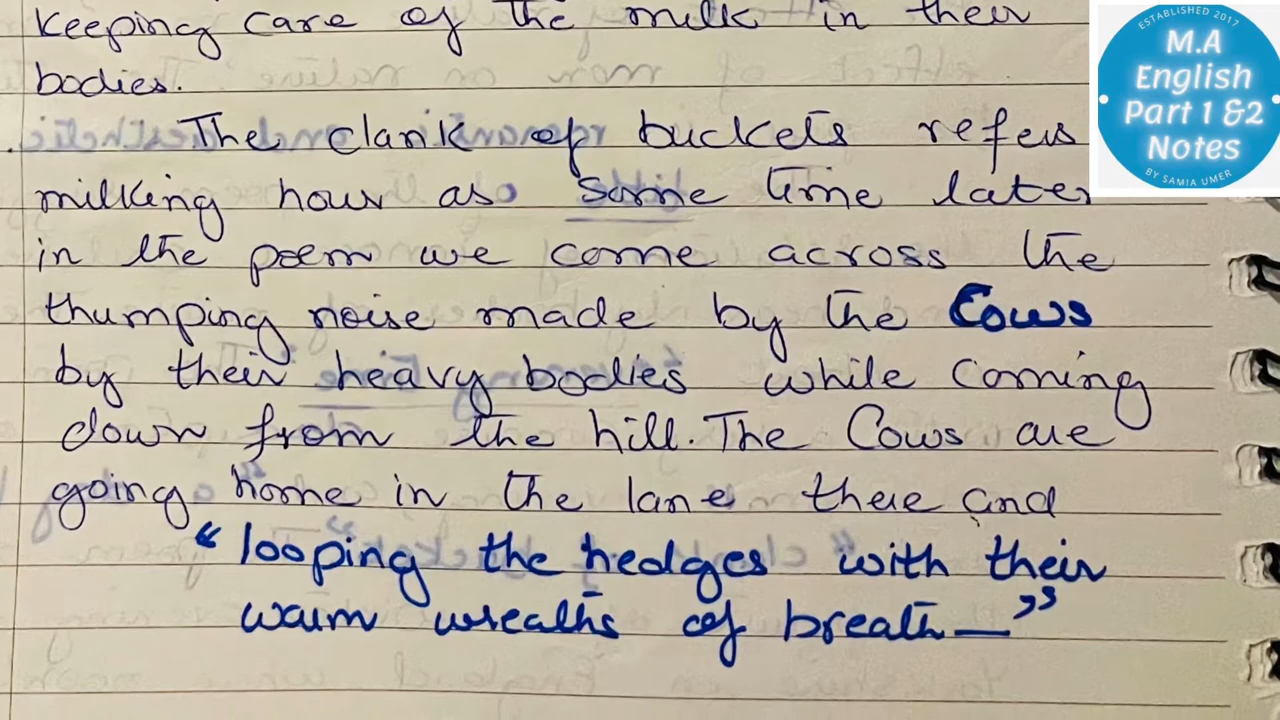 keeping care of the milk in their
bodies.
The clank of buckets refers
milking hour as some time later
in the poem we come across the
thumping noise made by the Cows
by their heavy bodies while coming
down from the hill. The Cows are
going home in the lane there and
"looping the hedges with their
warm wreaths of breath—"
ESTABLISHED 2017
M.A
English
Part 1 &2
Notes
BY SAMIA UMER